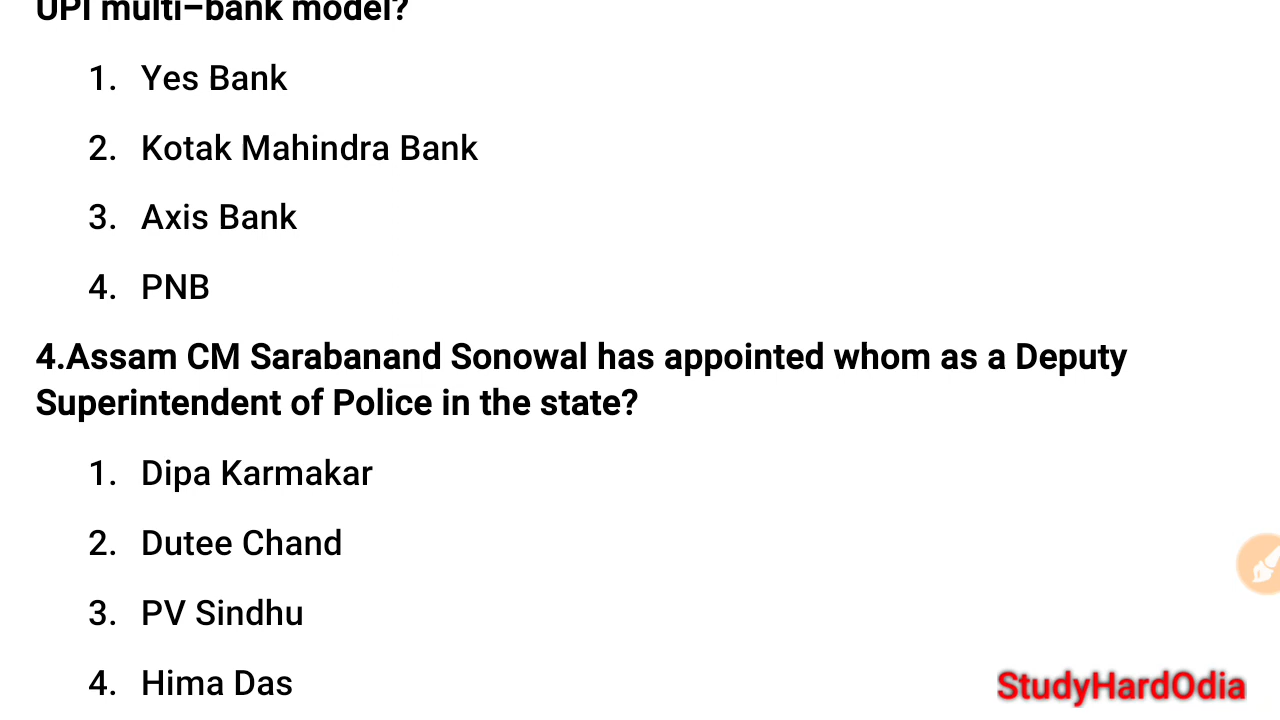 UPI multi-bank model?
1. Yes Bank
2. Kotak Mahindra Bank
3. Axis Bank
4. PNB
4.Assam CM Sarabanand Sonowal has appointed whom as a Deputy
Superintendent of Police in the state?
1. Dipa Karmakar
2. Dutee Chand
3. PV Sindhu
4. Hima Das
StudyHardOdia